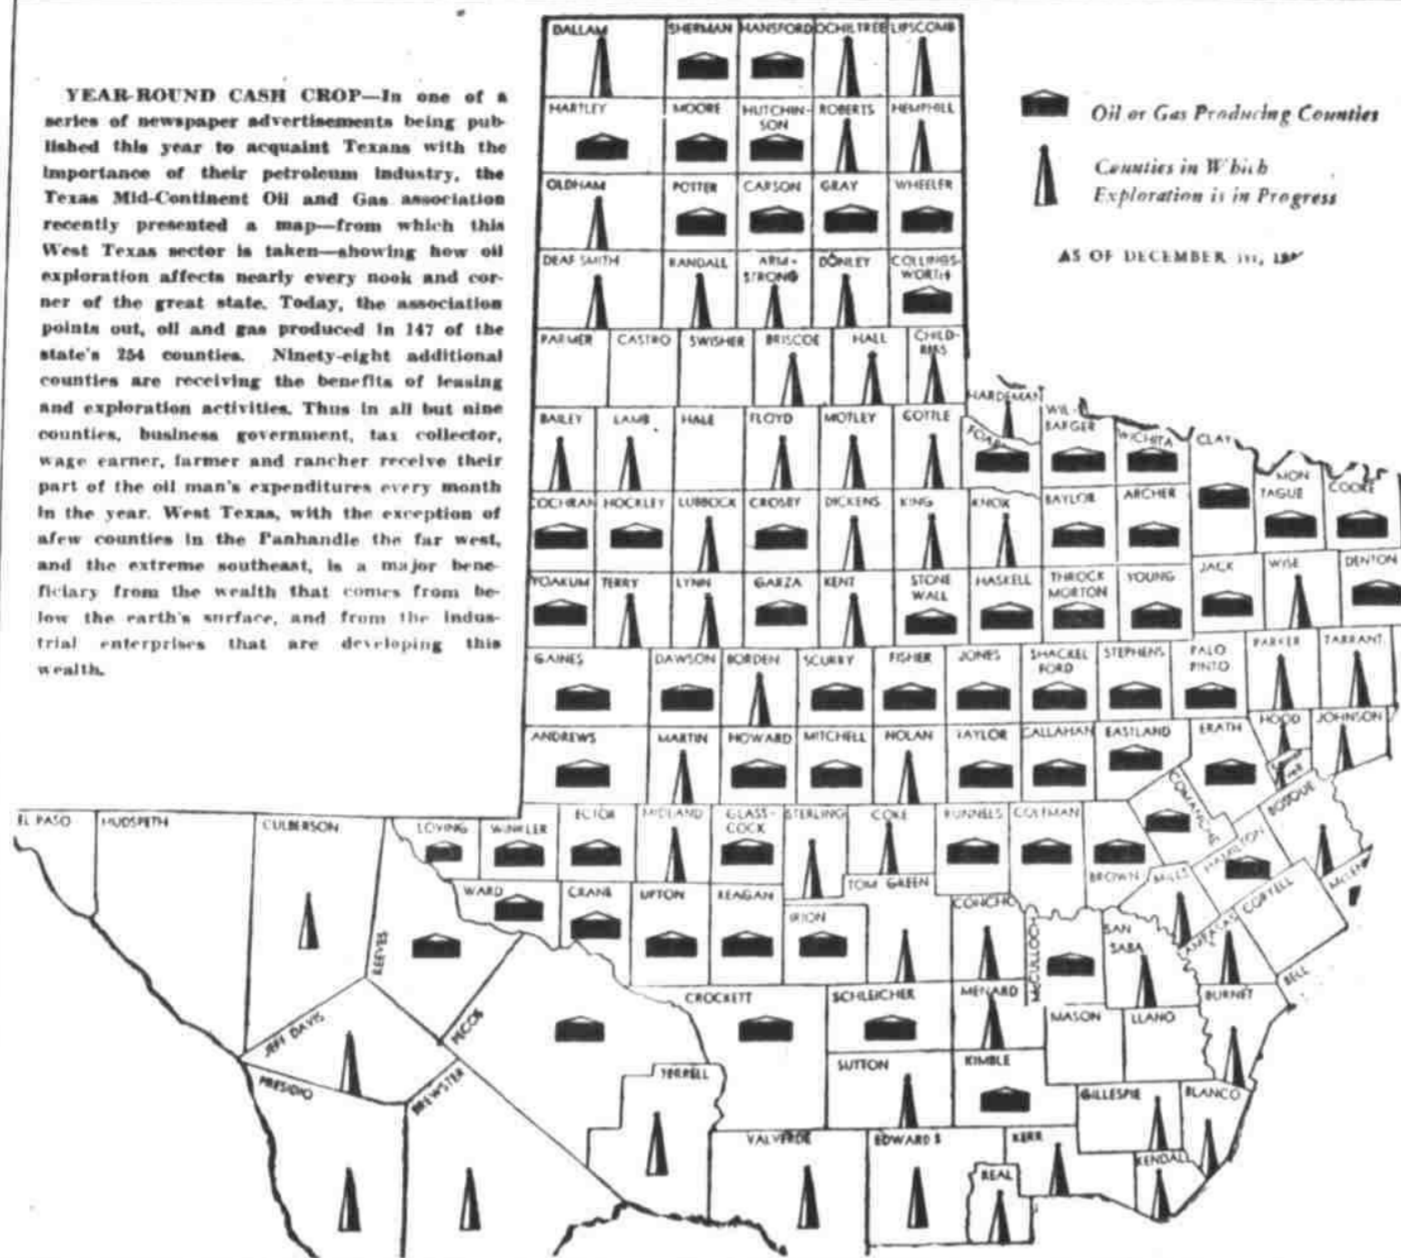 YEAR-ROUND CASH CROP—In one of a
series of newspaper advertisements being pub-
lished this year to acquaint Texans with the
importance of their petroleum industry, the
Texas Mid-Continent Oil and Gas association
recently presented a map—from which this
West Texas sector is taken—showing how oil
exploration affects nearly every nook and cor-
ner of the great state. Today, the association
points out, oil and gas produced in 147 of the
state's 254 counties. Ninety-eight additional
counties are receiving the benefits of leasing
and exploration activities. Thus in all but nine
counties, business government, tax collector,
wage earner, farmer and rancher receive their
part of the oil man's expenditures every month
in the year. West Texas, with the exception of
afew counties in the Panhandle the far west,
and the extreme southeast, is a major bene-
ficiary from the wealth that comes from be-
low the earth's surface, and from the indus-
trial enterprises that are developing this
wealth.
Oil or Gas Producing Counties
Counties in Which
Exploration is in Progress
AS OF DECEMBER 1st,
DALLAM SHERMAN HANSFORD OCHILTREE LIPSCOMB
HARTLEY MOORE HUTCHIN-
SON ROBERTS HEMPHILL
OLDHAM POTTER CARSON GRAY WHEELER
DEAF SMITH RANDALL ARM-
STRONG DONLEY COLLINGS-
WORTH
PARMER CASTRO SWISHER BRISCOE HALL CHILD-
RESS
HARDEMAN
BAILEY LAMB HALE FLOYD MOTLEY COTTLE FOARD WIL-
BARGER WICHITA CLAY
MON
TAGUE COOKE
COCHRAN HOCKLEY LUBBOCK CROSBY DICKENS KING KNOX BAYLOR ARCHER
YOAKUM TERRY LYNN GARZA KENT STONE
WALL HASKELL THROCK
MORTON YOUNG JACK WISE DENTON
GAINES DAWSON BORDEN SCURRY FISHER JONES SHACKEL
FORD STEPHENS PALO
PINTO PARKER TARRANT
ANDREWS MARTIN HOWARD MITCHELL NOLAN TAYLOR CALLAHAN EASTLAND ERATH HOOD JOHNSON
COMANCHE BOSQUE
EL PASO HUDSPETH CULBERSON LOVING WINKLER ECTOR MIDLAND GLASS-
COCK STERLING COKE RUNNELS COLEMAN BROWN MILLS HAMILTON
REEVES WARD CRANE UPTON REAGAN IRION TOM GREEN CONCHO McCULLOCH SAN
SABA LAMPASAS CORYELL BELL
JEFF DAVIS PECOS CROCKETT SCHLEICHER MENARD MASON LLANO BURNET
PRESIDIO BREWSTER TERRELL SUTTON KIMBLE GILLESPIE BLANCO
VALVERDE EDWARDS KERR KENDALL
REAL